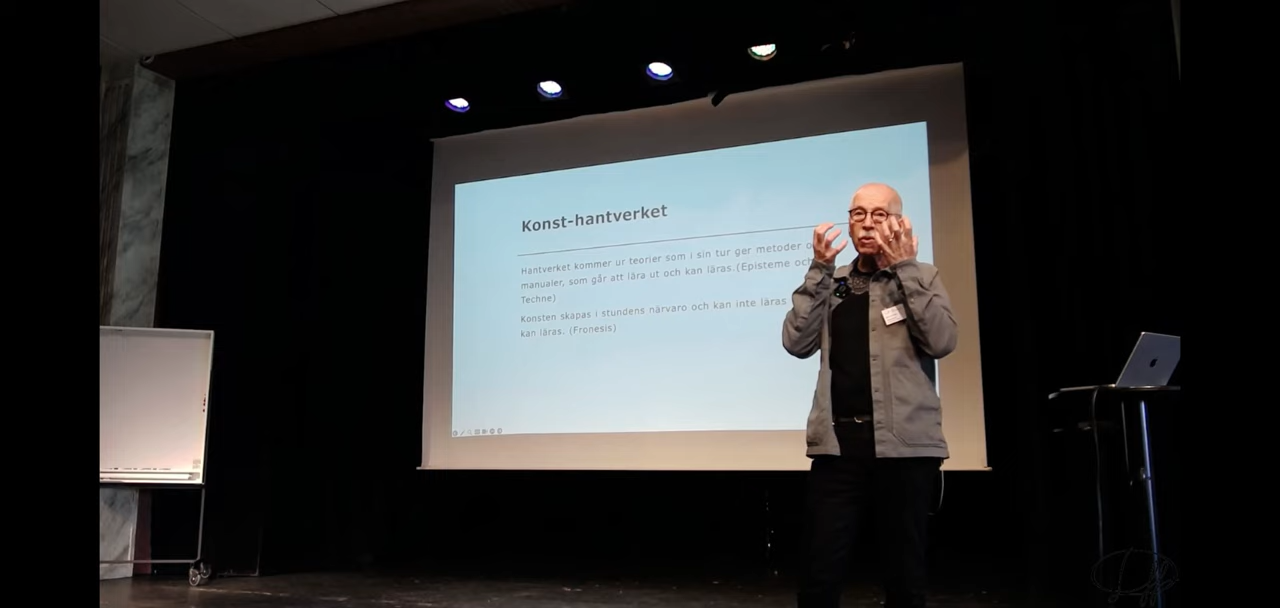 Konst-hantverket
Hantverket kommer ur teorier som i sin tur ger metoder
manualer, som går att lära ut och kan läras.(Episteme och
Techne)
Konsten skapas i stundens närvaro och kan inte läras
kan läras. (Fronesis)